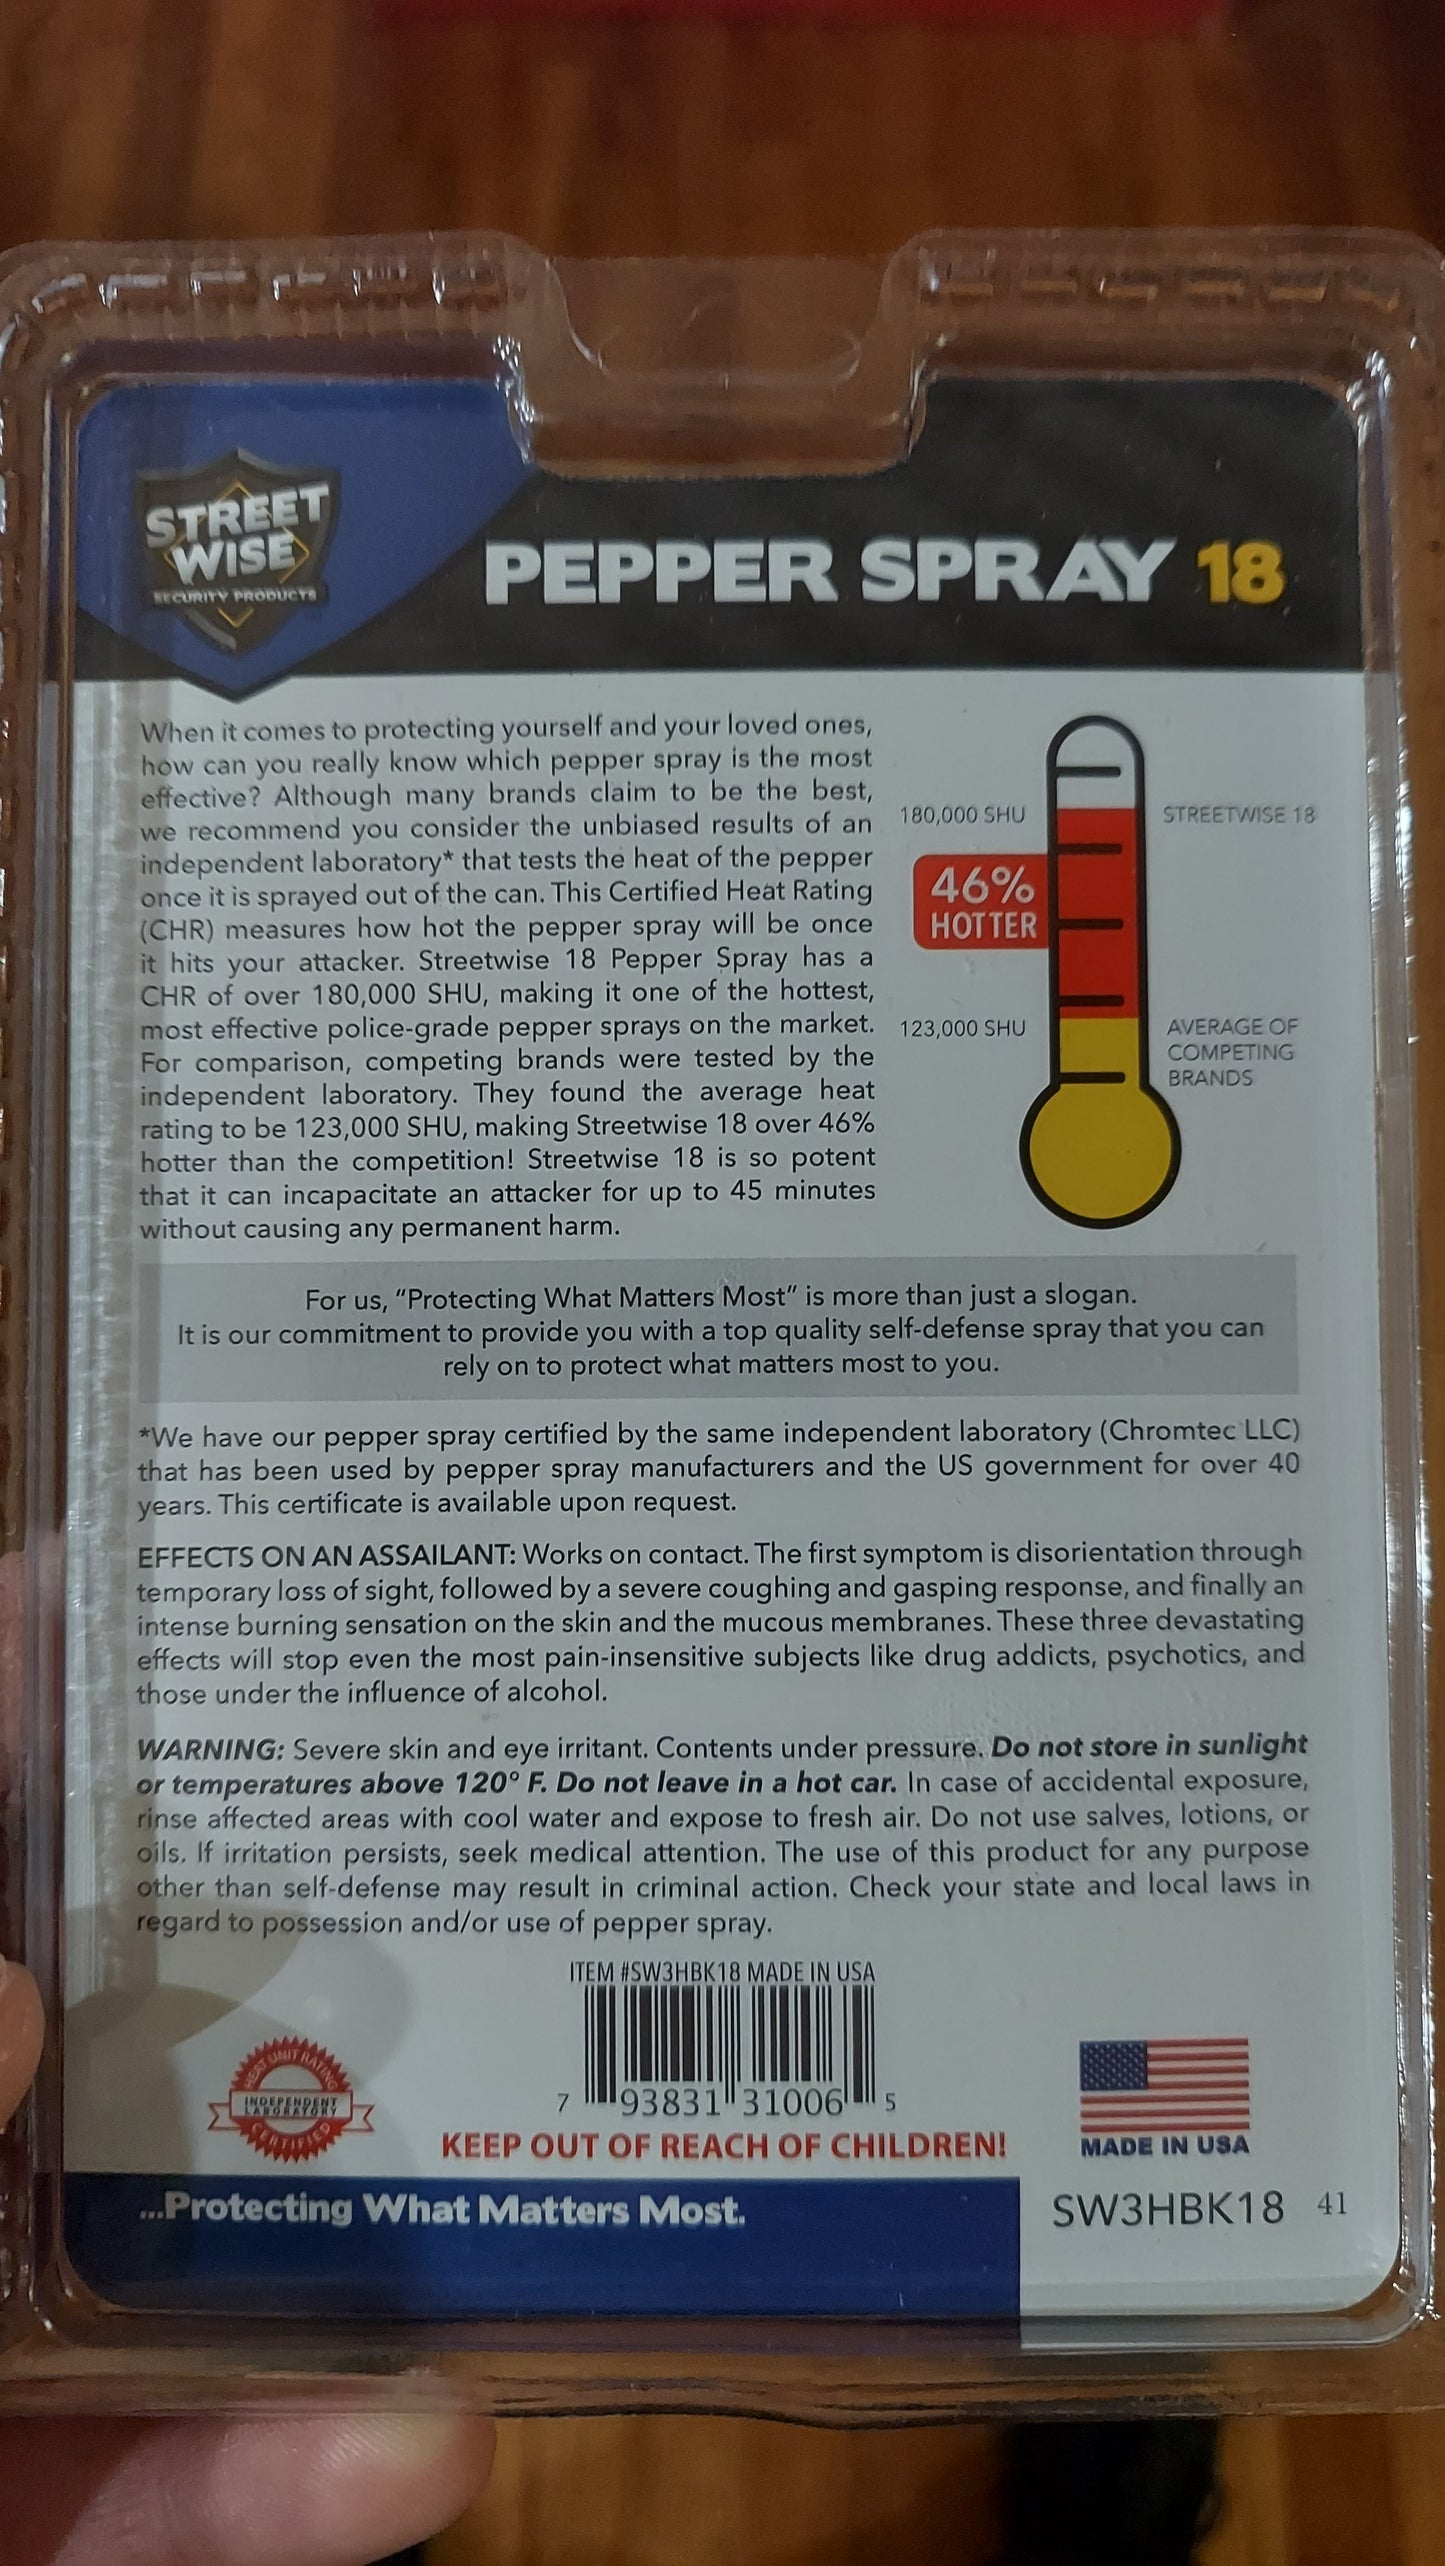 STREET
WISE
SECURITY PRODUCTS
PEPPER SPRAY 18
When it comes to protecting yourself and your loved ones,
how can you really know which pepper spray is the most
effective? Although many brands claim to be the best,
we recommend you consider the unbiased results of an
independent laboratory* that tests the heat of the pepper
once it is sprayed out of the can. This Certified Heat Rating
(CHR) measures how hot the pepper spray will be once
it hits your attacker. Streetwise 18 Pepper Spray has a
CHR of over 180,000 SHU, making it one of the hottest,
most effective police-grade pepper sprays on the market.
For comparison, competing brands were tested by the
independent laboratory. They found the average heat
rating to be 123,000 SHU, making Streetwise 18 over 46%
hotter than the competition! Streetwise 18 is so potent
that it can incapacitate an attacker for up to 45 minutes
without causing any permanent harm.
180,000 SHU
STREETWISE 18
46%
HOTTER
123,000 SHU
AVERAGE OF
COMPETING
BRANDS
For us, “Protecting What Matters Most” is more than just a slogan.
It is our commitment to provide you with a top quality self-defense spray that you can
rely on to protect what matters most to you.
*We have our pepper spray certified by the same independent laboratory (Chromtec LLC)
that has been used by pepper spray manufacturers and the US government for over 40
years. This certificate is available upon request.
EFFECTS ON AN ASSAILANT: Works on contact. The first symptom is disorientation through
temporary loss of sight, followed by a severe coughing and gasping response, and finally an
intense burning sensation on the skin and the mucous membranes. These three devastating
effects will stop even the most pain-insensitive subjects like drug addicts, psychotics, and
those under the influence of alcohol.
WARNING: Severe skin and eye irritant. Contents under pressure. Do not store in sunlight
or temperatures above 120° F. Do not leave in a hot car. In case of accidental exposure,
rinse affected areas with cool water and expose to fresh air. Do not use salves, lotions, or
oils. If irritation persists, seek medical attention. The use of this product for any purpose
other than self-defense may result in criminal action. Check your state and local laws in
regard to possession and/or use of pepper spray.
ITEM #SW3HBK18 MADE IN USA
7 93831 31006 5
HEAT UNIT RATING
INDEPENDENT
LABORATORY
CERTIFIED
KEEP OUT OF REACH OF CHILDREN!
MADE IN USA
...Protecting What Matters Most.
SW3HBK18 41